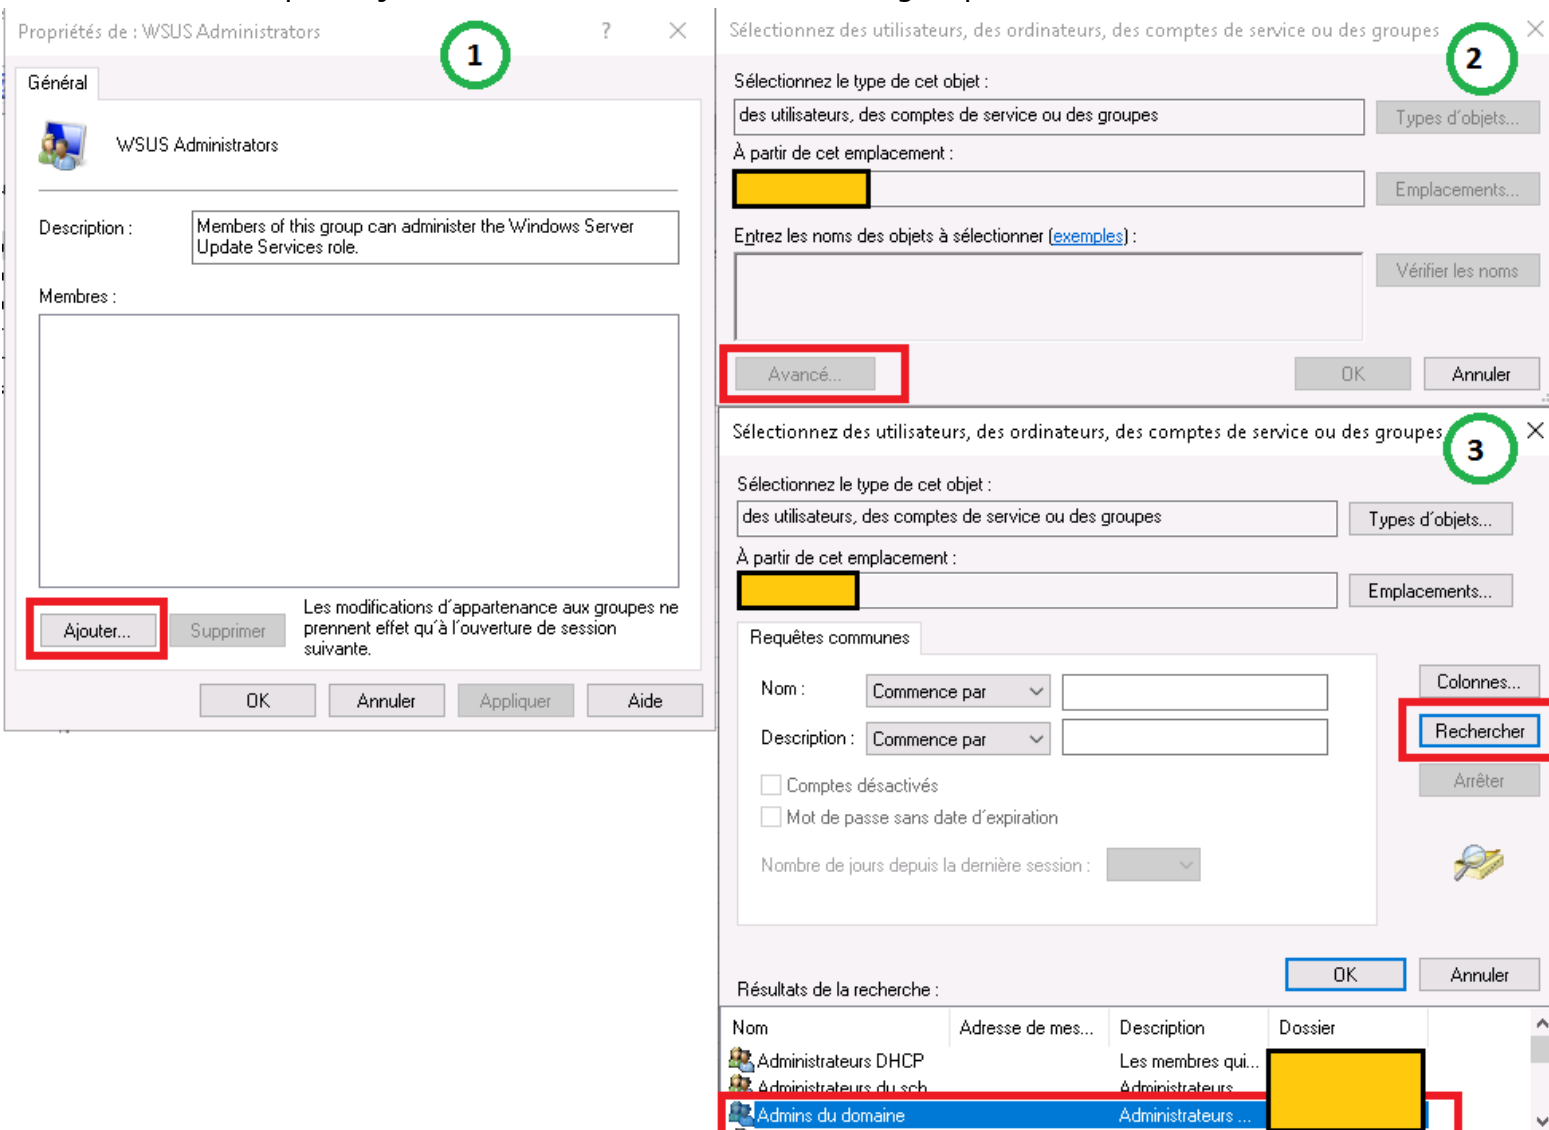 Propriétés de : WSUS Administrators
1
Général
WSUS Administrators
Description :
Members of this group can administer the Windows Server
Update Services role.
Membres :
Ajouter...
Supprimer
Les modifications d'appartenance aux groupes ne
prennent effet qu'à l'ouverture de session
suivante.
OK
Annuler
Appliquer
Aide
Sélectionnez des utilisateurs, des ordinateurs, des comptes de service ou des groupes
2
Sélectionnez le type de cet objet :
des utilisateurs, des comptes de service ou des groupes
Types d'objets...
À partir de cet emplacement :
Emplacements...
Entrez les noms des objets à sélectionner (exemples) :
Vérifier les noms
Avancé...
OK
Annuler
Sélectionnez des utilisateurs, des ordinateurs, des comptes de service ou des groupes
3
Sélectionnez le type de cet objet :
des utilisateurs, des comptes de service ou des groupes
Types d'objets...
À partir de cet emplacement :
Emplacements...
Requêtes communes
Nom :
Commence par
Colonnes...
Description :
Commence par
Rechercher
Comptes désactivés
Arrêter
Mot de passe sans date d'expiration
Nombre de jours depuis la dernière session :
OK
Annuler
Résultats de la recherche :
Nom
Adresse de mes...
Description
Dossier
Administrateurs DHCP
Les membres qui...
Administrateurs du sch
Administrateurs
Admins du domaine
Administrateurs ...